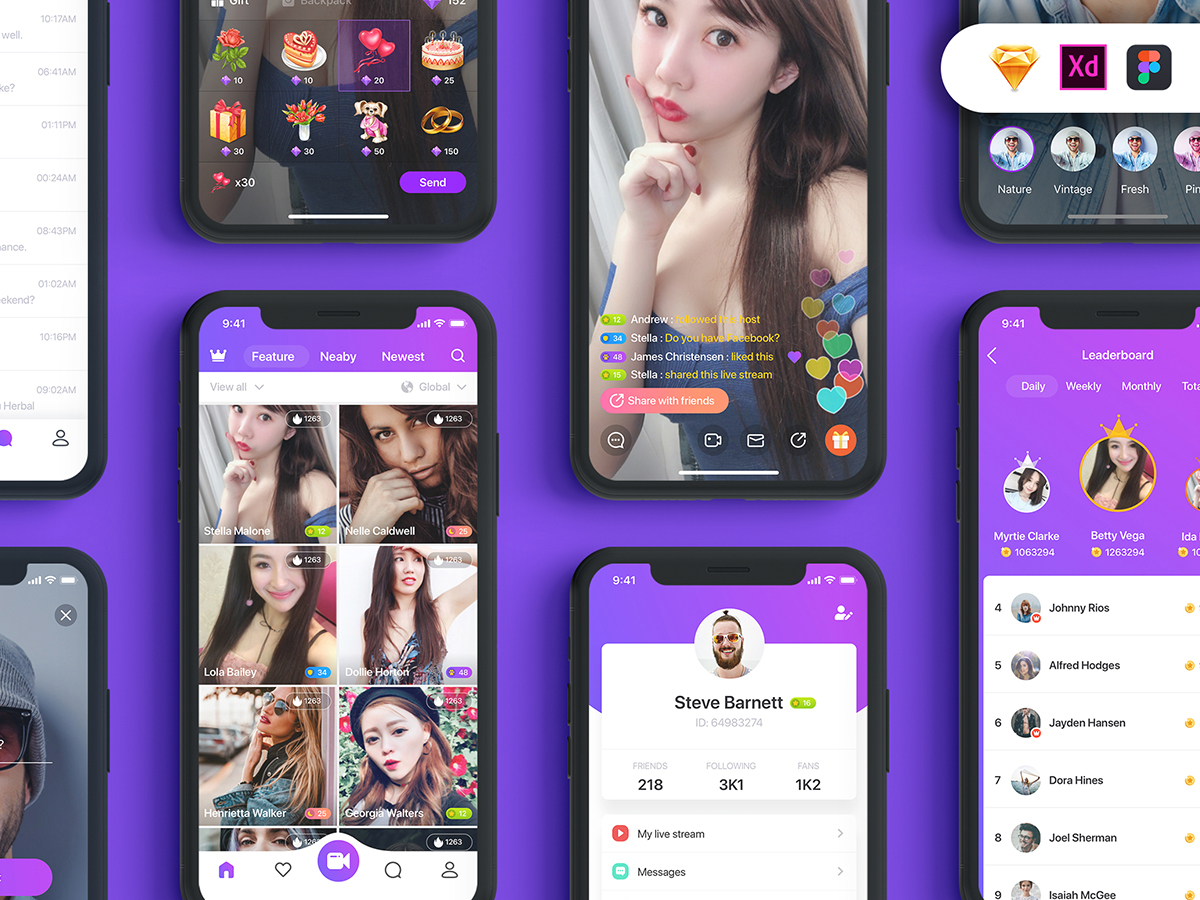 10:17AM
well.
06:41AM
ke?
01:11PM
00:24AM
08:43PM
nance.
01:02AM
eekend?
10:16PM
09:02AM
Herbal
Gift
Backpack
152
10
10
20
25
30
30
50
150
x30
Send
9:41
Feature
Neaby
Newest
View all
Global
1263
1263
Stella Malone
12
Nelle Caldwell
25
1263
1263
Lola Bailey
34
Dollie Horton
48
1263
1263
Henrietta Walker
25
Georgia Walters
12
1263
1263
12 Andrew : followed this host
34 Stella : Do you have Facebook?
48 James Christensen : liked this
15 Stella : shared this live stream
Share with friends
9:41
Steve Barnett
16
ID: 64983274
FRIENDS
FOLLOWING
FANS
218
3K1
1K2
My live stream
Messages
Xd
Nature
Vintage
Fresh
Pin
9:41
Leaderboard
Daily
Weekly
Monthly
Tota
Myrtie Clarke
1063294
Betty Vega
1263294
Ida
10
4
Johnny Rios
5
Alfred Hodges
6
Jayden Hansen
7
Dora Hines
8
Joel Sherman
9
Isaiah McGee
?